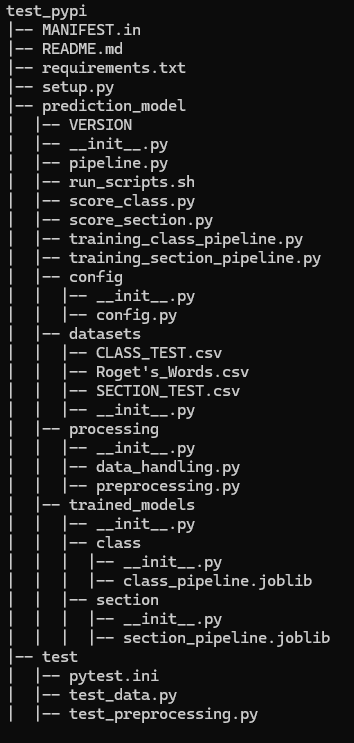 test_pypi
|-- MANIFEST.in
|-- README.md
|-- requirements.txt
|-- setup.py
|-- prediction_model
|  |-- VERSION
|  |-- __init__.py
|  |-- pipeline.py
|  |-- run_scripts.sh
|  |-- score_class.py
|  |-- score_section.py
|  |-- training_class_pipeline.py
|  |-- training_section_pipeline.py
|  |-- config
|  |  |-- __init__.py
|  |  |-- config.py
|  |-- datasets
|  |  |-- CLASS_TEST.csv
|  |  |-- Roget's_Words.csv
|  |  |-- SECTION_TEST.csv
|  |  |-- __init__.py
|  |-- processing
|  |  |-- __init__.py
|  |  |-- data_handling.py
|  |  |-- preprocessing.py
|  |-- trained_models
|  |  |-- __init__.py
|  |  |-- class
|  |  |  |-- __init__.py
|  |  |  |-- class_pipeline.joblib
|  |  |-- section
|  |  |  |-- __init__.py
|  |  |  |-- section_pipeline.joblib
|-- test
|  |-- pytest.ini
|  |-- test_data.py
|  |-- test_preprocessing.py